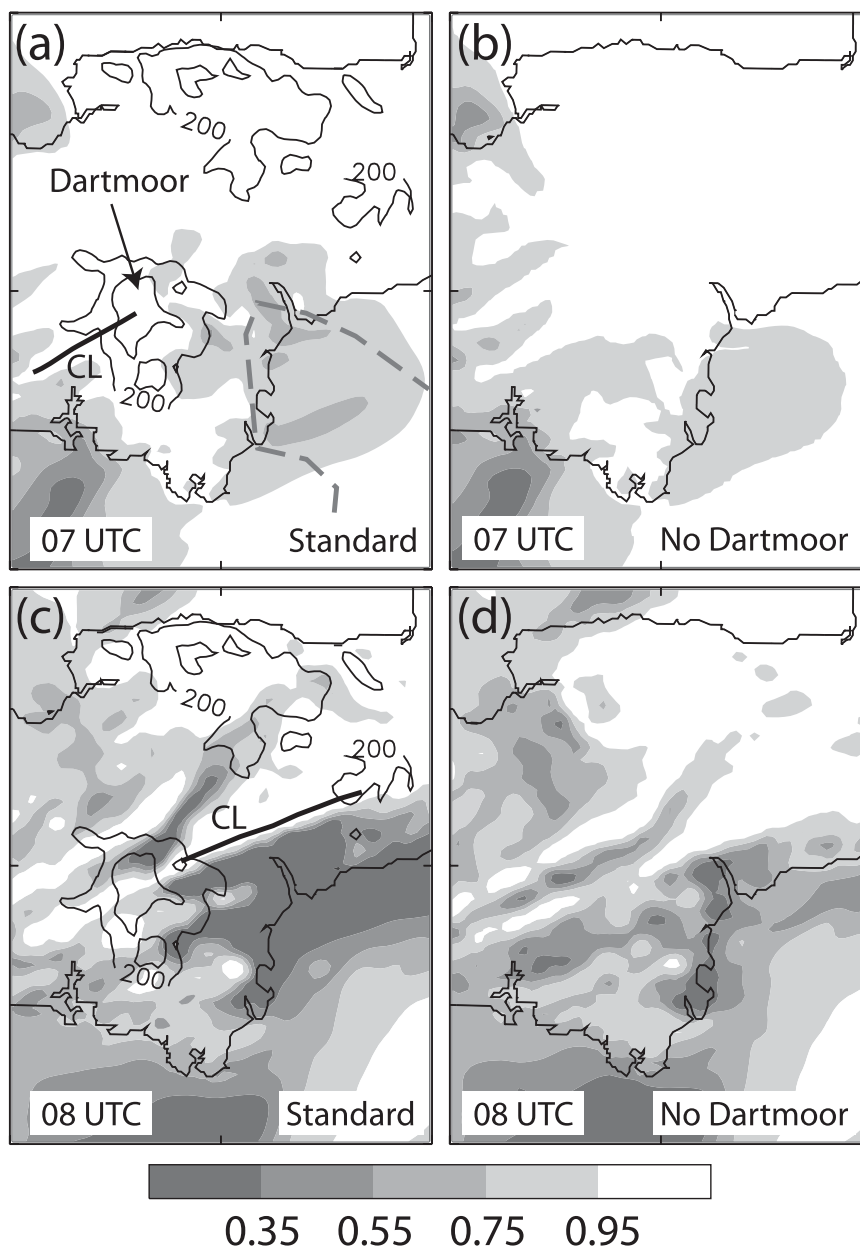 (a)
(b)
200
200
Dartmoor
CL
200
07 UTC
Standard
07 UTC
No Dartmoor
(c)
(d)
200
200
CL
200
08 UTC
Standard
08 UTC
No Dartmoor
0.35 0.55 0.75 0.95